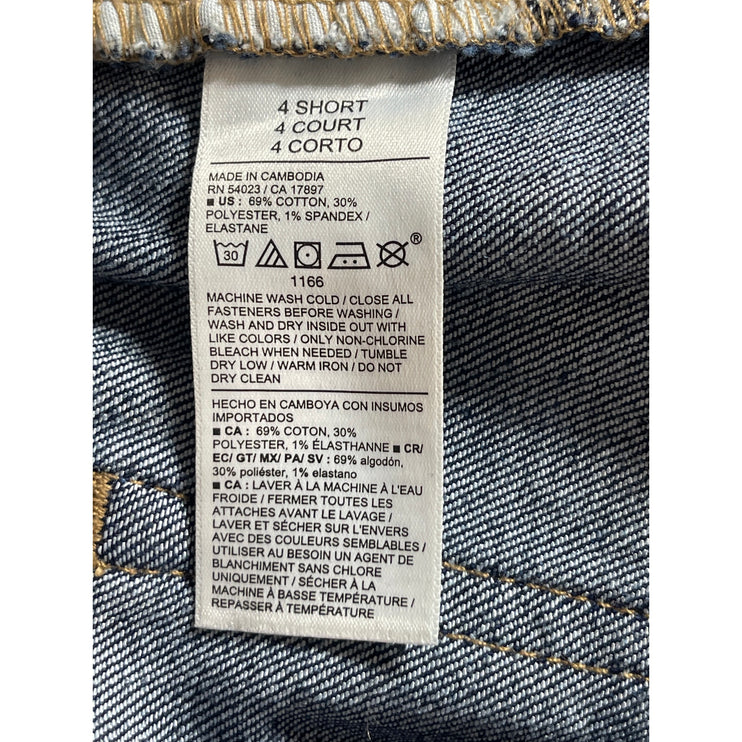 4 SHORT
4 COURT
4 CORTO
MADE IN CAMBODIA
RN 54023 / CA 17897
■ US : 69% COTTON, 30%
POLYESTER, 1% SPANDEX /
ELASTANE
30
®
1166
MACHINE WASH COLD / CLOSE ALL
FASTENERS BEFORE WASHING /
WASH AND DRY INSIDE OUT WITH
LIKE COLORS / ONLY NON-CHLORINE
BLEACH WHEN NEEDED / TUMBLE
DRY LOW / WARM IRON / DO NOT
DRY CLEAN
HECHO EN CAMBOYA CON INSUMOS
IMPORTADOS
■ CA : 69% COTON, 30%
POLYESTER, 1% ÉLASTHANNE ■ CR/
EC/ GT/ MX/ PA/ SV : 69% algodón,
30% poliéster, 1% elastano
■ CA : LAVER À LA MACHINE À L'EAU
FROIDE / FERMER TOUTES LES
ATTACHES AVANT LE LAVAGE /
LAVER ET SÉCHER SUR L'ENVERS
AVEC DES COULEURS SEMBLABLES /
UTILISER AU BESOIN UN AGENT DE
BLANCHIMENT SANS CHLORE
UNIQUEMENT / SÉCHER À LA
MACHINE À BASSE TEMPÉRATURE /
REPASSER À TEMPÉRATURE